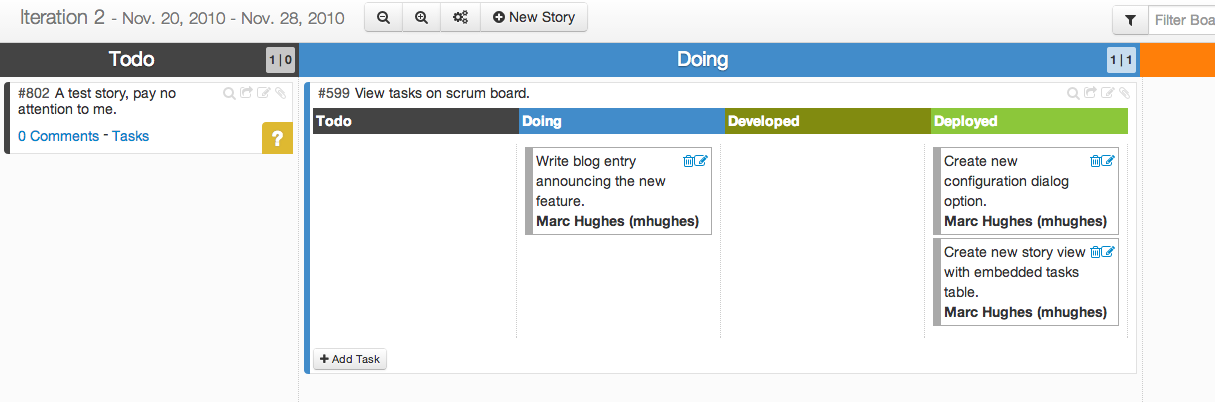 Iteration 2 - Nov. 20, 2010 - Nov. 28, 2010
New Story
Filter Boa
Todo
1 | 0
Doing
1 | 1
#802 A test story, pay no
attention to me.
0 Comments - Tasks
?
#599 View tasks on scrum board.
Todo
Doing
Developed
Deployed
Write blog entry
announcing the new
feature.
Marc Hughes (mhughes)
Create new
configuration dialog
option.
Marc Hughes (mhughes)
Create new story view
with embedded tasks
table.
Marc Hughes (mhughes)
Add Task